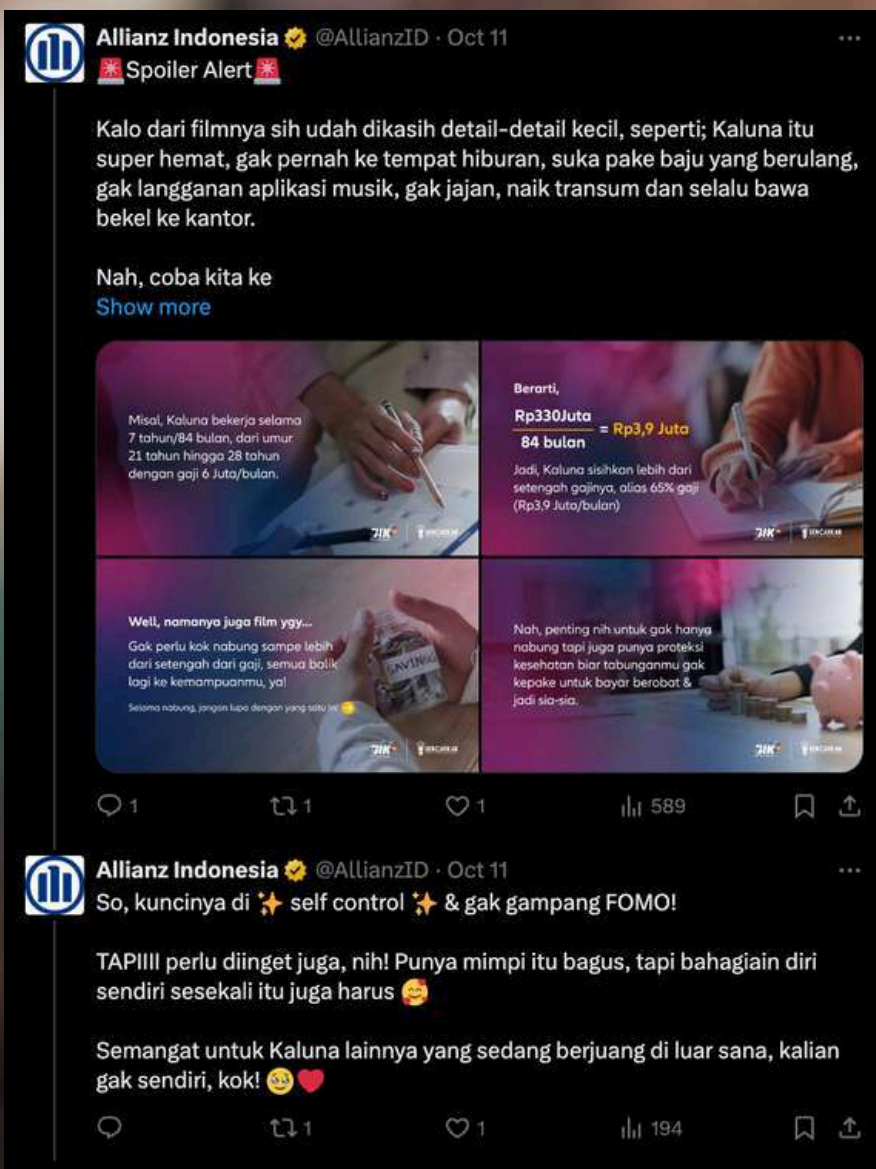 Allianz Indonesia @AllianzID · Oct 11
🚨Spoiler Alert🚨
Kalo dari filmnya sih udah dikasih detail-detail kecil, seperti; Kaluna itu
super hemat, gak pernah ke tempat hiburan, suka pake baju yang berulang,
gak langganan aplikasi musik, gak jajan, naik transum dan selalu bawa
bekel ke kantor.
Nah, coba kita ke
Show more
Misal, Kaluna bekerja selama
7 tahun/84 bulan, dari umur
21 tahun hingga 28 tahun
dengan gaji 6 Juta/bulan.
Berarti,
Rp330Juta
84 bulan
= Rp3,9 Juta
Jadi, Kaluna sisihkan lebih dari
setengah gajinya, alias 65% gaji
(Rp3,9 Juta/bulan)
Well, namanya juga film ygy...
Gak perlu kok nabung sampe lebih
dari setengah dari gaji, semua balik
lagi ke kemampuanmu, ya!
Selama nabung, jangan lupa dengan yang satu ini
SAVINGS
Nah, penting nih untuk gak hanya
nabung tapi juga punya proteksi
kesehatan biar tabunganmu gak
kepake untuk bayar berobat &
jadi sia-sia.
1 1 1 589
Allianz Indonesia @AllianzID · Oct 11
So, kuncinya di ✨ self control ✨ & gak gampang FOMO!
TAPIIII perlu diinget juga, nih! Punya mimpi itu bagus, tapi bahagiain diri
sendiri sesekali itu juga harus 🥰
Semangat untuk Kaluna lainnya yang sedang berjuang di luar sana, kalian
gak sendiri, kok! 🥹❤️
1 1 194